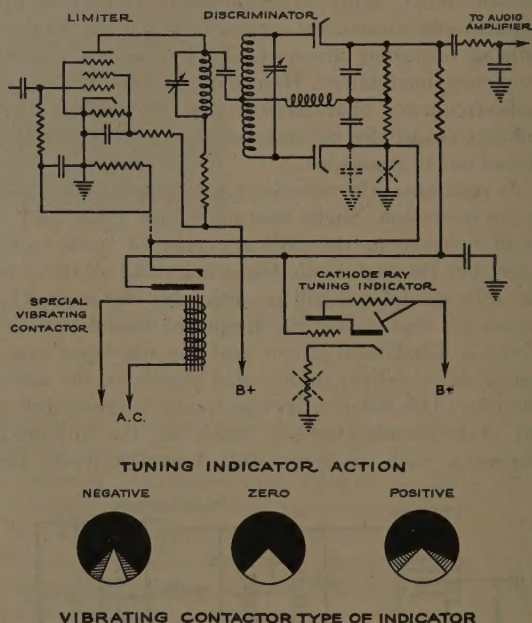 LIMITER
DISCRIMINATOR
TO AUDIO
AMPLIFIER
SPECIAL
VIBRATING
CONTACTOR
CATHODE RAY
TUNING INDICATOR
A.C.
B+
B+
TUNING INDICATOR ACTION
NEGATIVE
ZERO
POSITIVE
VIBRATING CONTACTOR TYPE OF INDICATOR